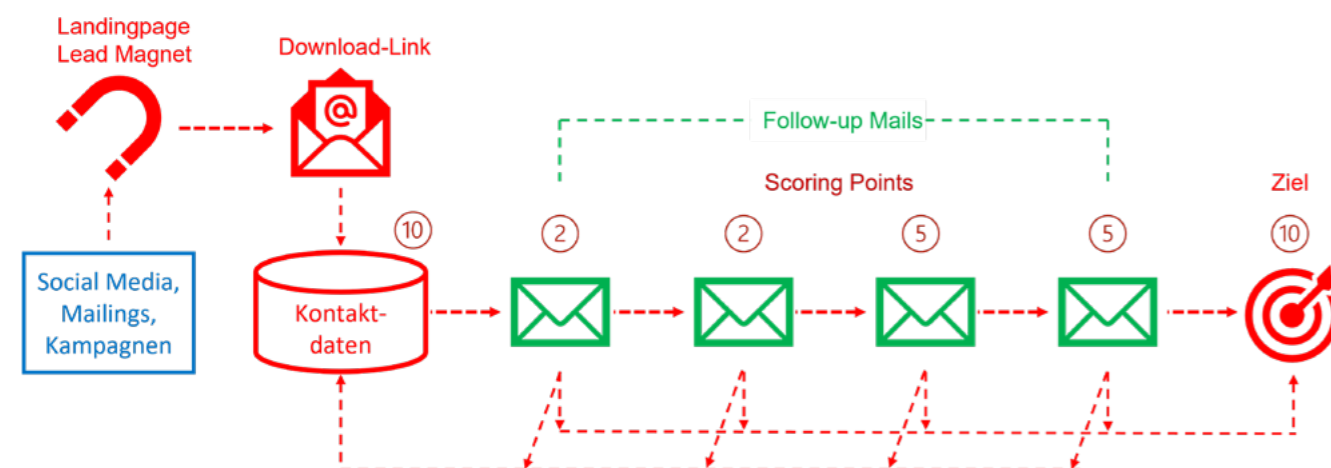 Landingpage
Lead Magnet
Download-Link
@
Follow-up Mails
Scoring Points
Ziel
10
2
2
5
5
10
Social Media,
Mailings,
Kampagnen
Kontakt-
daten